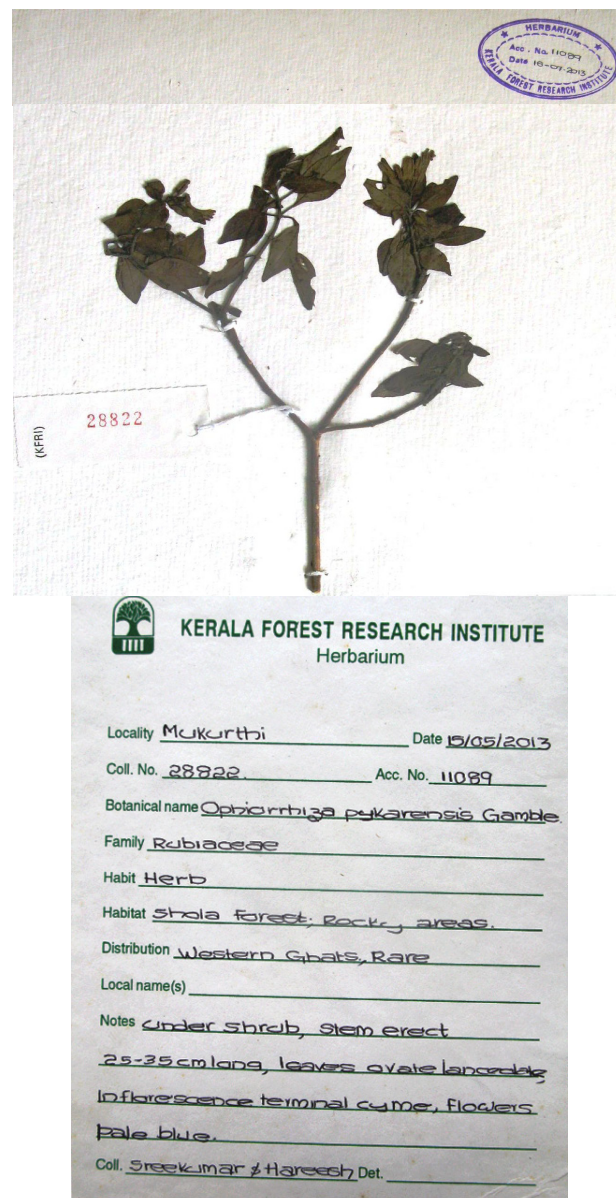 HERBARIUM
Acc. No. 11089
Date 16-07-2013
KERALA FOREST RESEARCH INSTITUTE
28822
(KFRI)
KERALA FOREST RESEARCH INSTITUTE
Herbarium
Locality Mukurthi Date 15/05/2013
Coll. No. 28822. Acc. No. 11089
Botanical name Ophiorrhiza pykarensis Gamble.
Family Rubiaceae
Habit Herb
Habitat Shola forest; Rocky areas.
Distribution Western Ghats, Rare
Local name(s)
Notes under shrub, stem erect
25-35cm long, leaves ovate lanceolate,
Inflorescence terminal cyme, flowers
pale blue.
Coll. Sreekumar & Hareesh Det.